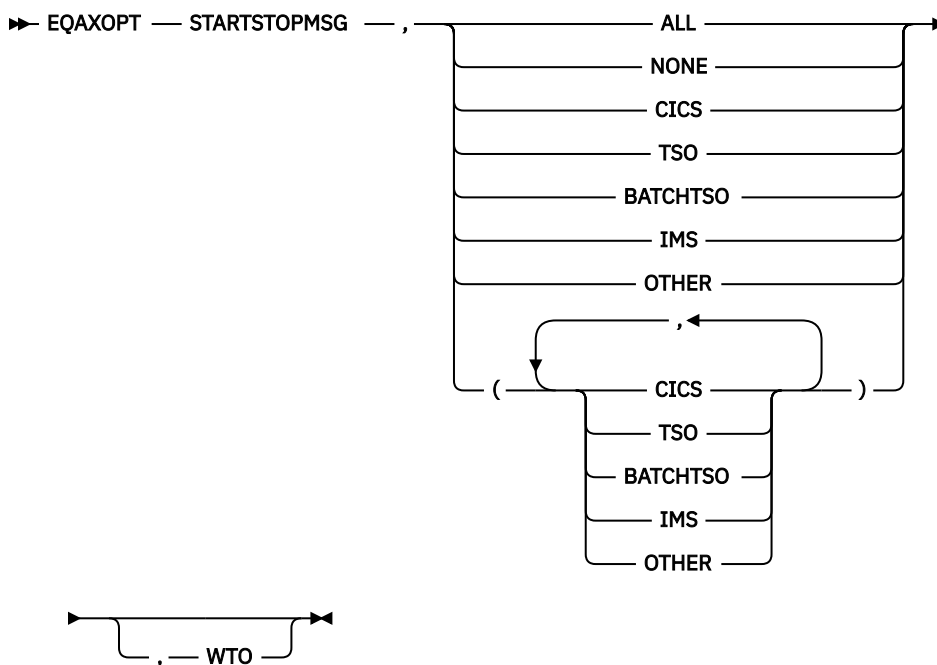 EQAXOPT STARTSTOPMSG , ALL
NONE
CICS
TSO
BATCHTSO
IMS
OTHER
,
( CICS )
TSO
BATCHTSO
IMS
OTHER
, WTO